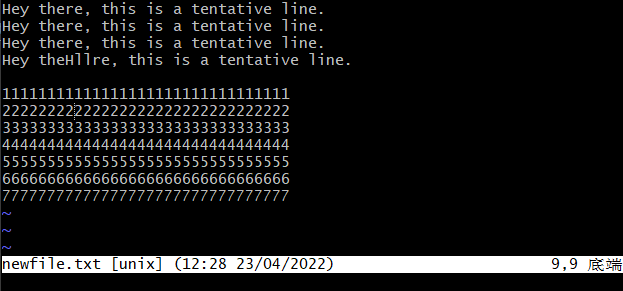 Hey there, this is a tentative line.
Hey there, this is a tentative line.
Hey there, this is a tentative line.
Hey theHllre, this is a tentative line.
11111111111111111111111111111111
22222222222222222222222222222222
33333333333333333333333333333333
44444444444444444444444444444444
55555555555555555555555555555555
66666666666666666666666666666666
77777777777777777777777777777777
~
~
~
newfile.txt [unix] (12:28 23/04/2022) 9,9 底端